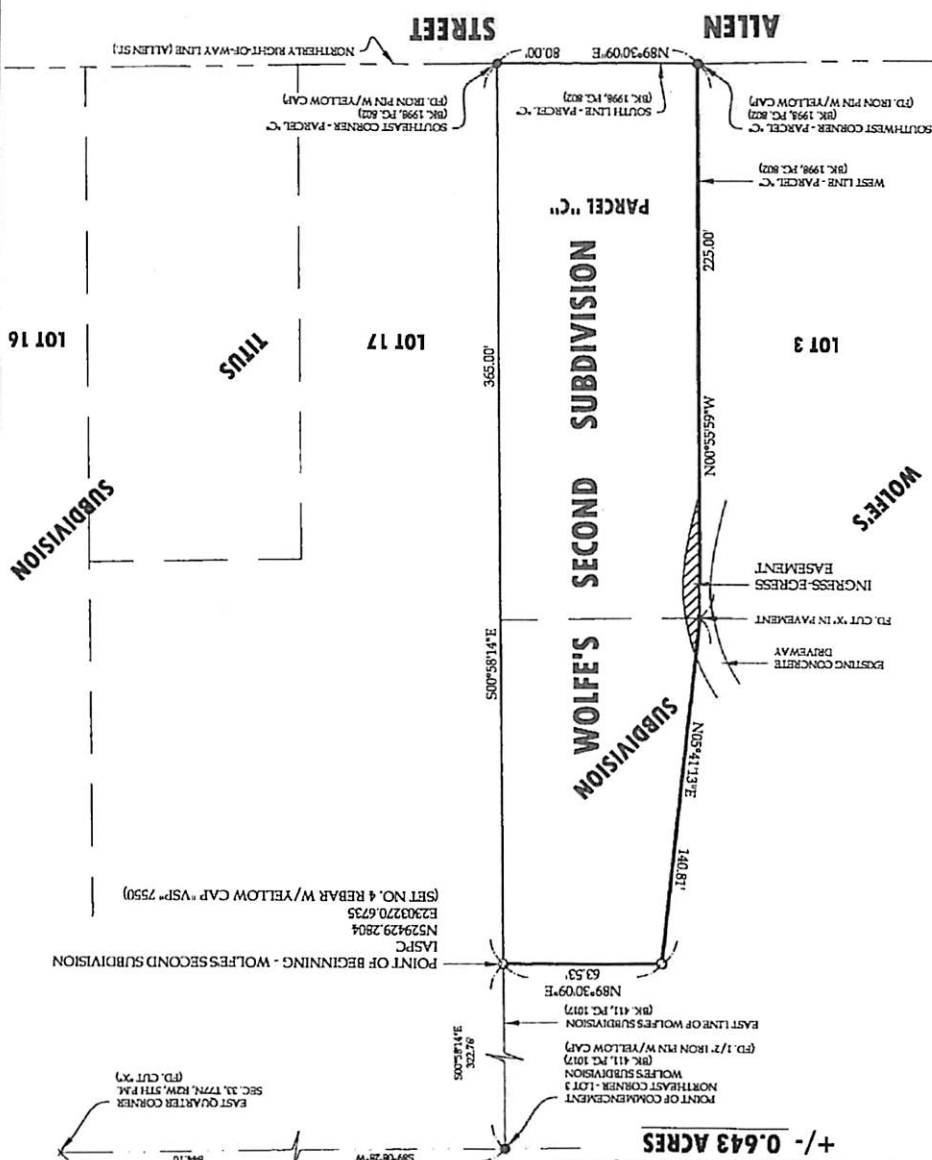 +/- 0.643 ACRES
POINT OF COMMENCEMENT
NORTHEAST CORNER - LOT 3
WOLFES SUBDIVISION
(BK. 411, PG. 1017)
(FD. 1/2" IRON PIN W/YELLOW CAP)
EAST QUARTER CORNER
SEC. 33, T77N, R2W, 5TH P.M.
(FD. CUT "X")
S00°58'14"E
322.76'
EAST LINE OF WOLFES SUBDIVISION
(BK. 411, PG. 1017)
N89°30'09"E
63.53'
POINT OF BEGINNING - WOLFES SECOND SUBDIVISION
IASPC
N529429.2804
E2303270.6735
(SET NO. 4 REBAR W/YELLOW CAP "VSP" 7550)
140.81'
N05°41'13"E
SUBDIVISION
EXISTING CONCRETE
DRIVEWAY
FD. CUT "X" IN PAVEMENT
INGRESS-EGRESS
EASEMENT
S00°58'14"E
SUBDIVISION
WOLFE'S
N00°55'59"W
WOLFE'S SECOND SUBDIVISION
LOT 3
365.00'
LOT 17
TITUS
LOT 16
225.00'
PARCEL "C"
WEST LINE - PARCEL "C"
(BK. 1998, PG. 802)
SOUTHWEST CORNER - PARCEL "C"
(BK. 1998, PG. 802)
(FD. IRON PIN W/YELLOW CAP)
SOUTH LINE - PARCEL "C"
(BK. 1998, PG. 802)
SOUTHEAST CORNER - PARCEL "C"
(BK. 1998, PG. 802)
(FD. IRON PIN W/YELLOW CAP)
N89°30'09"E 80.00'
NORTHERLY RIGHT-OF-WAY LINE (ALLEN ST.)
ALLEN STREET